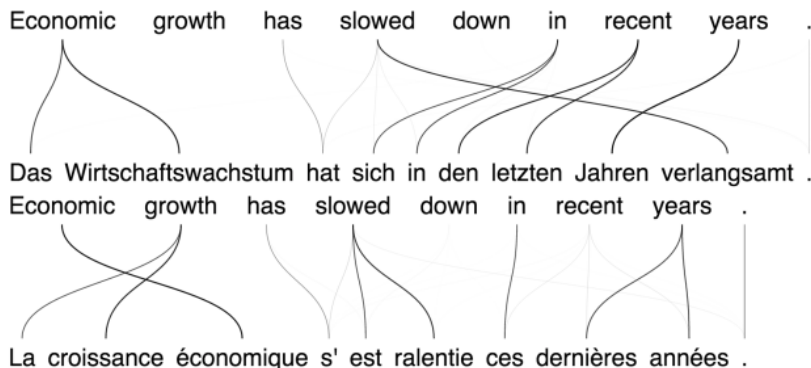 Economic growth has slowed down in recent years .
Das Wirtschaftswachstum hat sich in den letzten Jahren verlangsamt .
Economic growth has slowed down in recent years .
La croissance économique s' est ralentie ces dernières années .